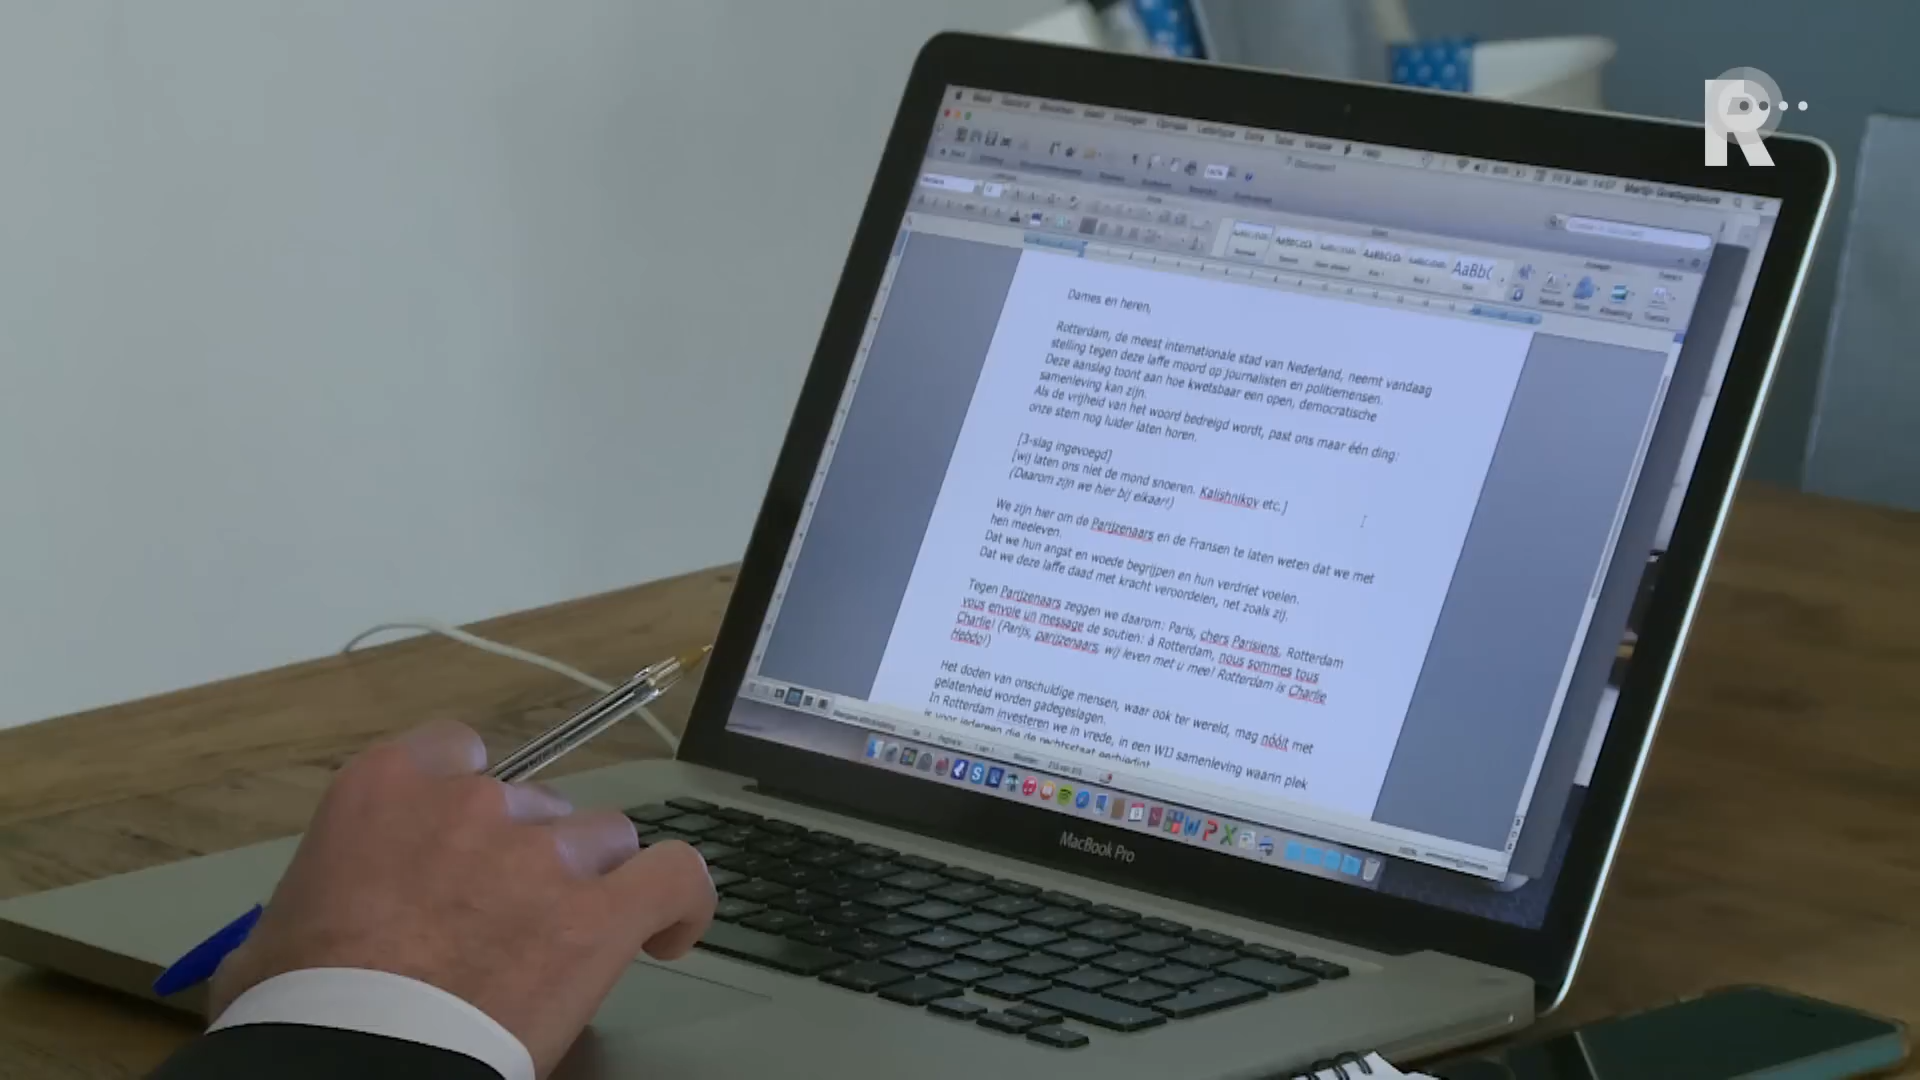 Dames en heren,
Rotterdam, de meest internationale stad van Nederland, neemt vandaag
stelling tegen deze laffe moord op journalisten en politiemensen.
Deze aanslag toont aan hoe kwetsbaar een open, democratische
samenleving kan zijn.
Als de vrijheid van het woord bedreigd wordt, past ons maar één ding:
onze stem nog luider laten horen.
[3-slag ingevoegd]
[wij laten ons niet de mond snoeren. Kalishnikov etc.]
(Daarom zijn we hier bij elkaar!)
We zijn hier om de Parijzenaars en de Fransen te laten weten dat we met
hen meeleven.
Dat we hun angst en woede begrijpen en hun verdriet voelen.
Dat we deze laffe daad met kracht veroordelen, net zoals zij.
Tegen Parijzenaars zeggen we daarom: Paris, chers Parisiens, Rotterdam
vous envoie un message de soutien: à Rotterdam, nous sommes tous
Charlie! (Parijs, parijzenaars, wij leven met u mee! Rotterdam is Charlie
Hebdo!)
Het doden van onschuldige mensen, waar ook ter wereld, mag nóóit met
gelatenheid worden gadegeslagen.
In Rotterdam investeren we in vrede, in een WIJ samenleving waarin plek
is voor iedereen die de rechtsstaat eerbiedigt.
MacBook Pro
R